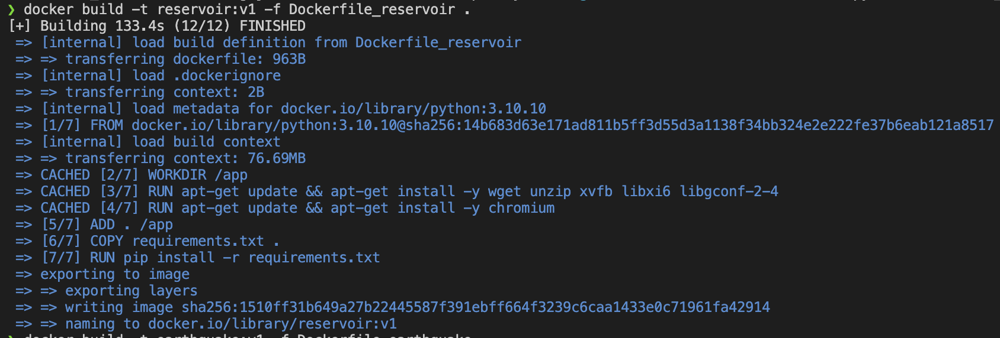 ❯ docker build -t reservoir:v1 -f Dockerfile_reservoir .
[+] Building 133.4s (12/12) FINISHED
=> [internal] load build definition from Dockerfile_reservoir
=> => transferring dockerfile: 963B
=> [internal] load .dockerignore
=> => transferring context: 2B
=> [internal] load metadata for docker.io/library/python:3.10.10
=> [1/7] FROM docker.io/library/python:3.10.10@sha256:14b683d63e171ad811b5ff3d55d3a1138f34bb324e2e222fe37b6eab121a8517
=> [internal] load build context
=> => transferring context: 76.69MB
=> CACHED [2/7] WORKDIR /app
=> CACHED [3/7] RUN apt-get update && apt-get install -y wget unzip xvfb libxi6 libgconf-2-4
=> CACHED [4/7] RUN apt-get update && apt-get install -y chromium
=> [5/7] ADD . /app
=> [6/7] COPY requirements.txt .
=> [7/7] RUN pip install -r requirements.txt
=> exporting to image
=> => exporting layers
=> => writing image sha256:1510ff31b649a27b22445587f391ebff664f3239c6caa1433e0c71961fa42914
=> => naming to docker.io/library/reservoir:v1
❯ docker build -t earthquake:v1 -f Dockerfile_earthquake